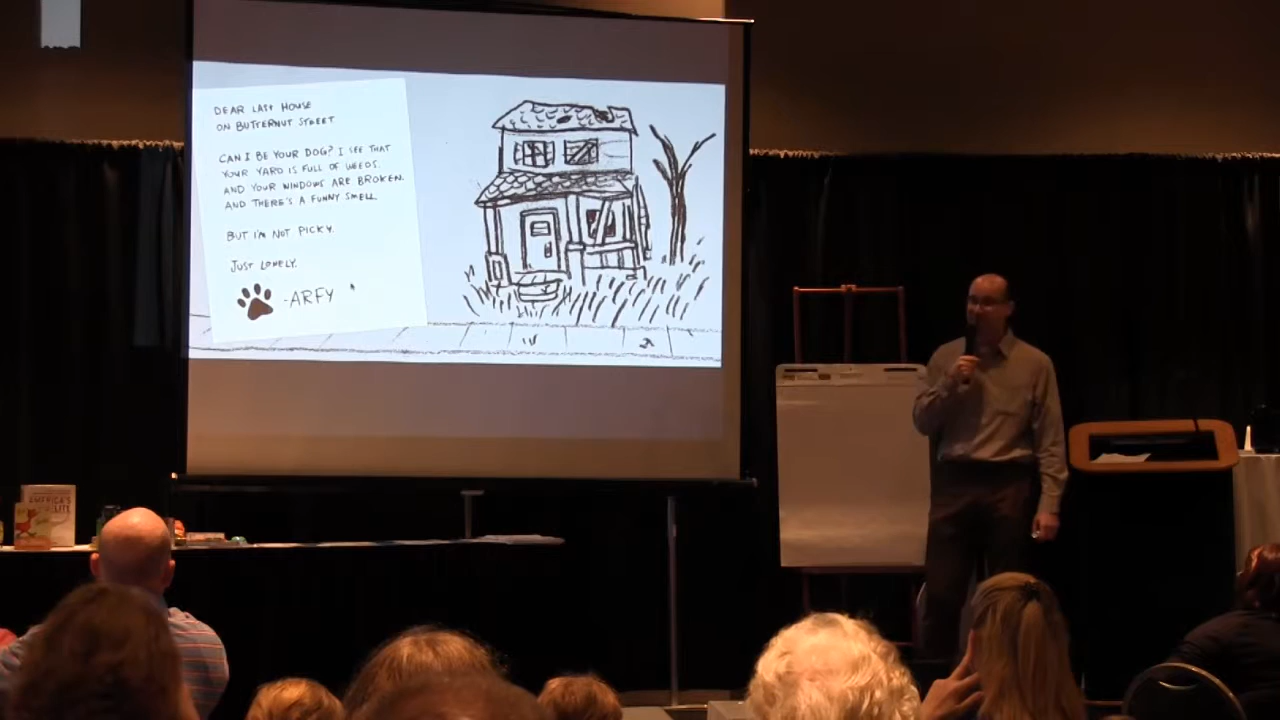 DEAR LAST HOUSE
ON BUTTERNUT STREET
CAN I BE YOUR DOG? I SEE THAT
YOUR YARD IS FULL OF WEEDS.
AND YOUR WINDOWS ARE BROKEN.
AND THERE'S A FUNNY SMELL.
BUT I'M NOT PICKY.
JUST LONELY.
-ARFY
AMERICA'S